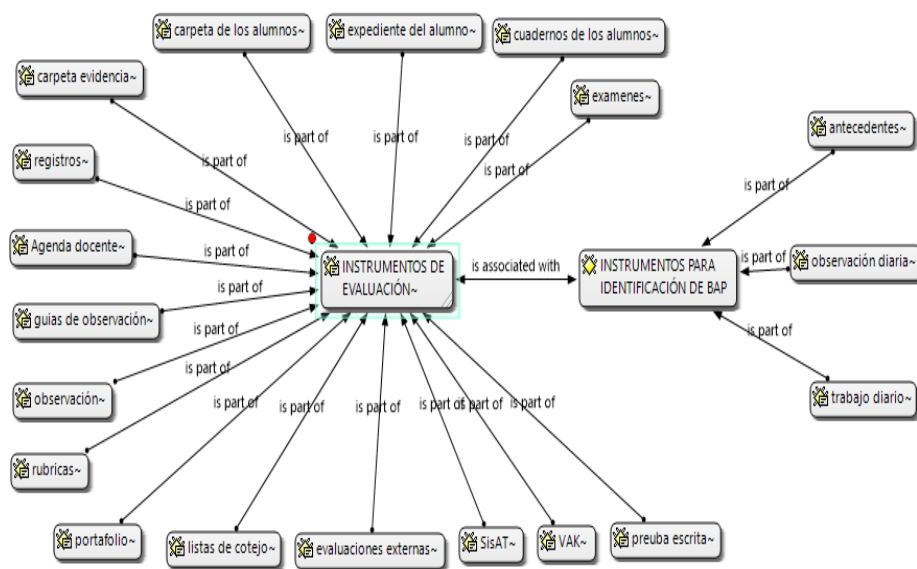 carpeta de los alumnos~
expediente del alumno~
cuadernos de los alumnos~
carpeta evidencia~
examenes~
antecedentes~
is part of
is part of
is part of
is part of
is part of
registros~
is part of
is part of
Agenda docente~
is part of
INSTRUMENTOS DE
EVALUACIÓN~
is associated with
INSTRUMENTOS PARA
IDENTIFICACIÓN DE BAP
is part of
observación diaria~
guias de observación~
is part of
is part of
is part of
observación~
is part of
trabajo diario~
rubricas~
is part of
is part of
is part of
is part of
is part of
is part of
portafolio~
listas de cotejo~
evaluaciones externas~
SisAT~
VAK~
preuba escrita~